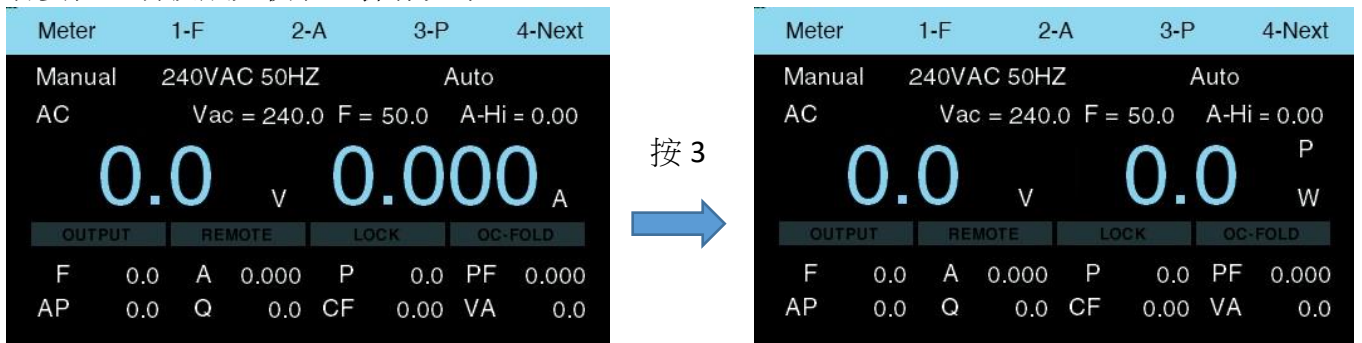 Meter 1-F 2-A 3-P 4-Next
Manual 240VAC 50HZ Auto
AC Vac = 240.0 F = 50.0 A-Hi = 0.00
0.0 V 0.000 A
OUTPUT REMOTE LOCK OC-FOLD
F 0.0 A 0.000 P 0.0 PF 0.000
AP 0.0 Q 0.0 CF 0.00 VA 0.0
按 3
Meter 1-F 2-A 3-P 4-Next
Manual 240VAC 50HZ Auto
AC Vac = 240.0 F = 50.0 A-Hi = 0.00
0.0 V 0.0 P W
OUTPUT REMOTE LOCK OC-FOLD
F 0.0 A 0.000 P 0.0 PF 0.000
AP 0.0 Q 0.0 CF 0.00 VA 0.0